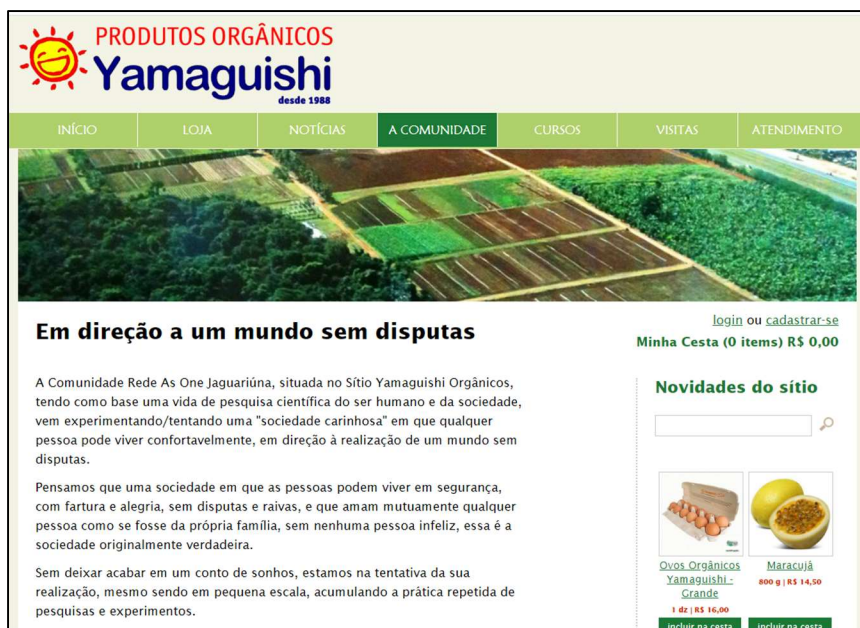 PRODUTOS ORGÂNICOS
Yamaguishi
desde 1988
INÍCIO LOJA NOTÍCIAS A COMUNIDADE CURSOS VISITAS ATENDIMENTO
login ou cadastrar-se
Minha Cesta (0 items) R$ 0,00
Em direção a um mundo sem disputas
A Comunidade Rede As One Jaguariúna, situada no Sítio Yamaguishi Orgânicos,
tendo como base uma vida de pesquisa científica do ser humano e da sociedade,
vem experimentando/tentando uma "sociedade carinhosa" em que qualquer
pessoa pode viver confortavelmente, em direção à realização de um mundo sem
disputas.
Pensamos que uma sociedade em que as pessoas podem viver em segurança,
com fartura e alegria, sem disputas e raivas, e que amam mutuamente qualquer
pessoa como se fosse da própria família, sem nenhuma pessoa infeliz, essa é a
sociedade originalmente verdadeira.
Sem deixar acabar em um conto de sonhos, estamos na tentativa da sua
realização, mesmo sendo em pequena escala, acumulando a prática repetida de
pesquisas e experimentos.
Novidades do sítio
Ovos Orgânicos
Yamaguishi -
Grande
1 dz | R$ 16,00
incluir na cesta
Maracujá
800 g | R$ 14,50
incluir na cesta